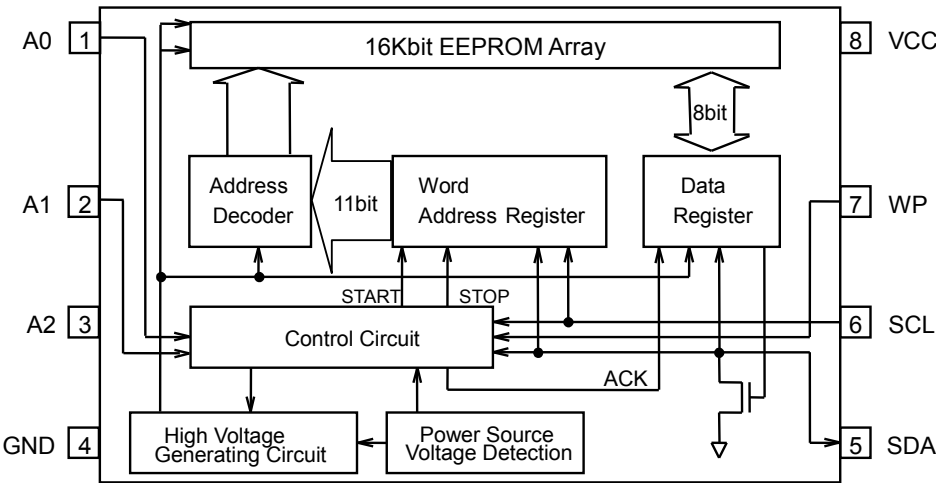 A0 1
16Kbit EEPROM Array
8 VCC
8bit
A1 2
Address
Decoder
11bit
Word
Address Register
Data
Register
7 WP
START
STOP
A2 3
Control Circuit
6 SCL
ACK
GND 4
High Voltage
Generating Circuit
Power Source
Voltage Detection
5 SDA